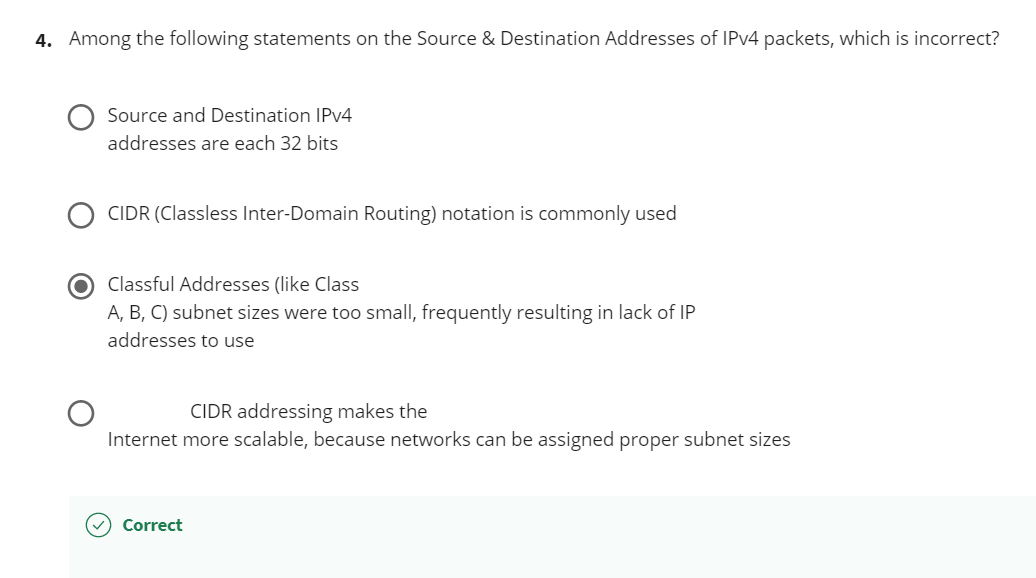 4. Among the following statements on the Source & Destination Addresses of IPv4 packets, which is incorrect?
Source and Destination IPv4
addresses are each 32 bits
CIDR (Classless Inter-Domain Routing) notation is commonly used
Classful Addresses (like Class
A, B, C) subnet sizes were too small, frequently resulting in lack of IP
addresses to use
CIDR addressing makes the
Internet more scalable, because networks can be assigned proper subnet sizes
Correct